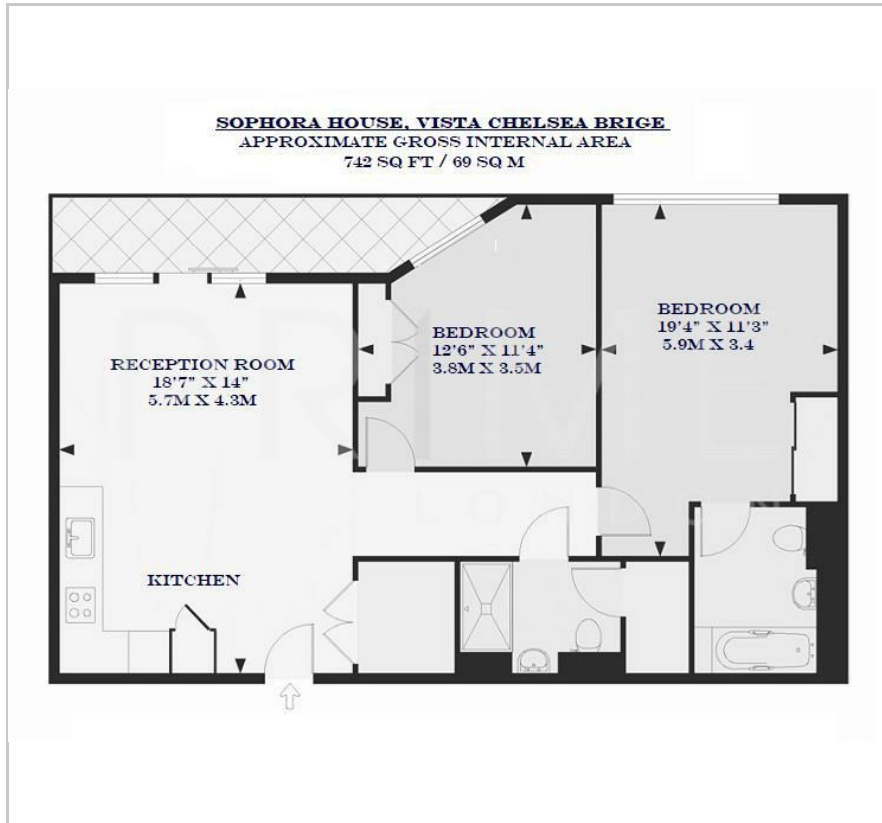 SOPHORA HOUSE, VISTA CHELSEA BRIGE
APPROXIMATE GROSS INTERNAL AREA
742 SQ FT / 69 SQ M
RECEPTION ROOM
18'7" X 14"
5.7M X 4.3M
BEDROOM
12'6" X 11'4"
3.8M X 3.5M
BEDROOM
19'4" X 11'3"
5.9M X 3.4
KITCHEN
PRIME
LONDON